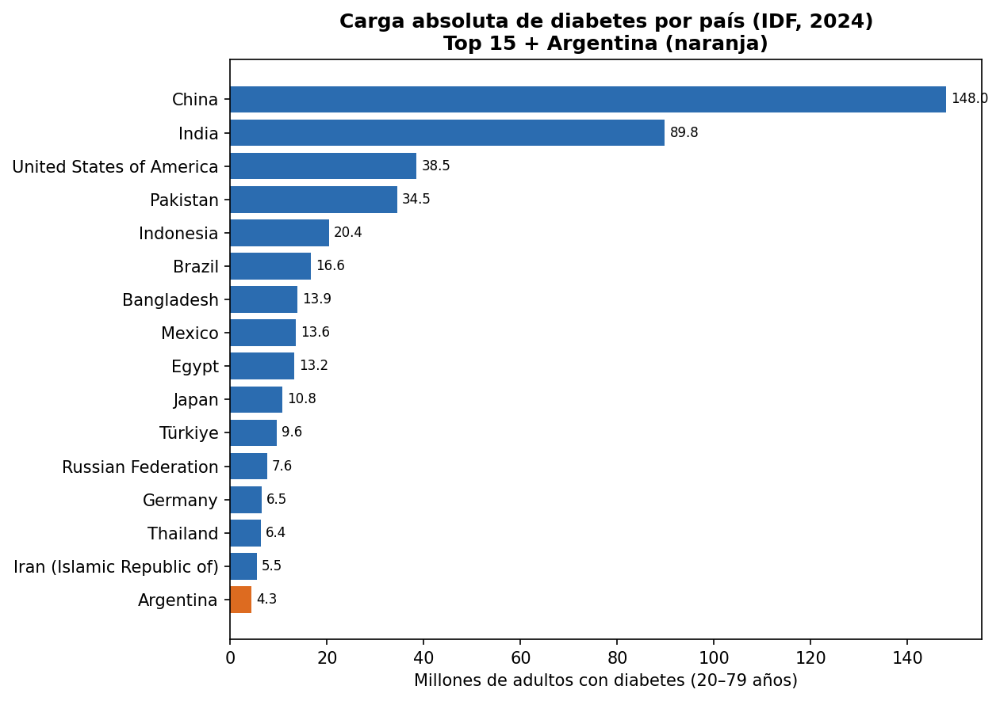 Carga absoluta de diabetes por país (IDF, 2024)
Top 15 + Argentina (naranja)
China 148.0
India 89.8
United States of America 38.5
Pakistan 34.5
Indonesia 20.4
Brazil 16.6
Bangladesh 13.9
Mexico 13.6
Egypt 13.2
Japan 10.8
Türkiye 9.6
Russian Federation 7.6
Germany 6.5
Thailand 6.4
Iran (Islamic Republic of) 5.5
Argentina 4.3
0 20 40 60 80 100 120 140
Millones de adultos con diabetes (20–79 años)